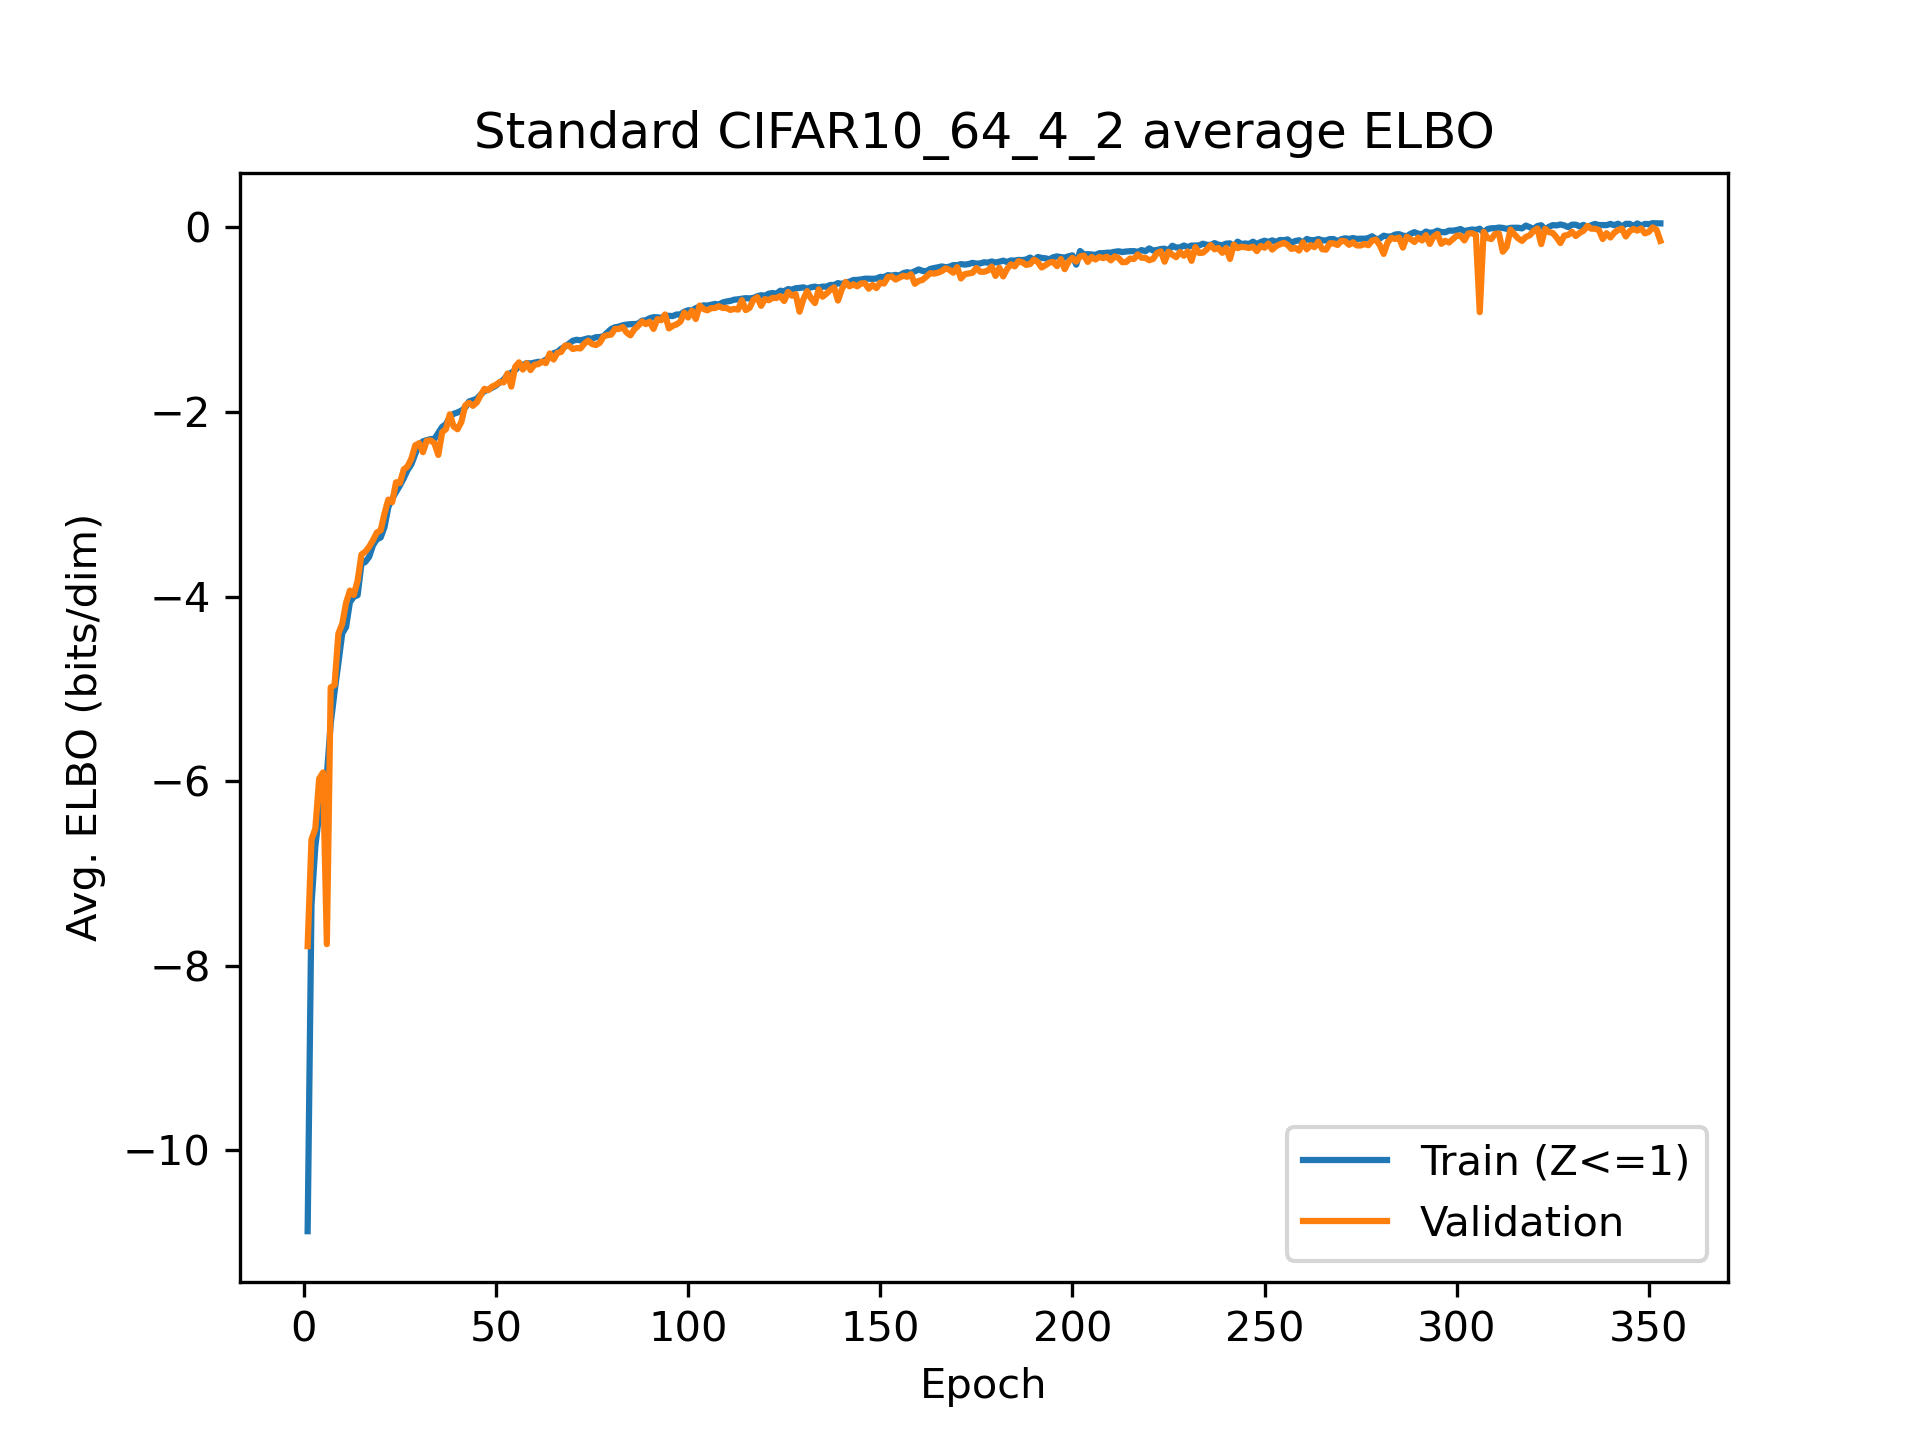 Standard CIFAR10_64_4_2 average ELBO
Avg. ELBO (bits/dim)
0
−2
−4
−6
−8
−10
Train (Z<=1)
Validation
0 50 100 150 200 250 300 350
Epoch